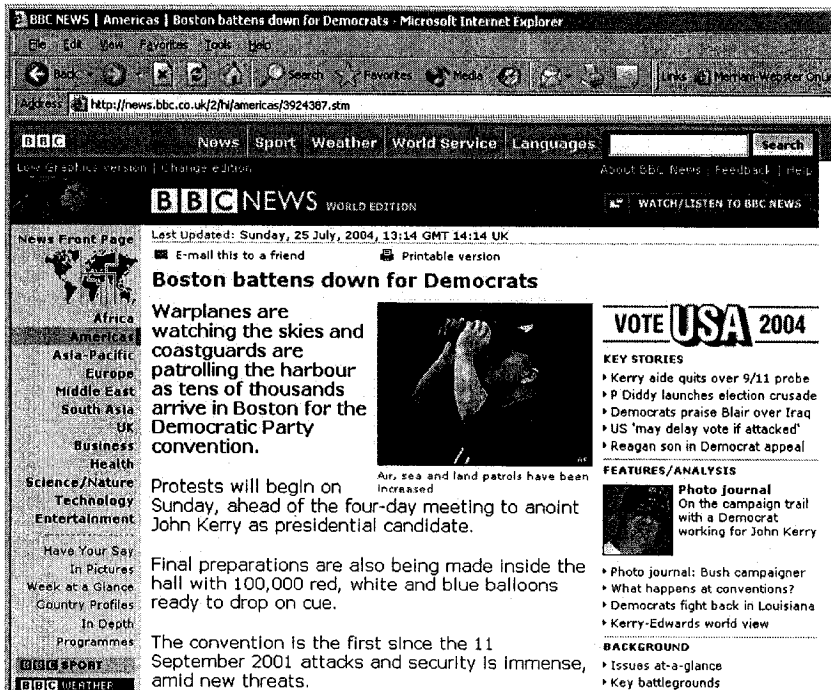 BBC NEWS | Americas | Boston battens down for Democrats - Microsoft Internet Explorer
File Edit View Favorites Tools Help
Back Search Favorites Media Links Merriam-Webster OnL
Address http://news.bbc.co.uk/2/hi/americas/3924387.stm
BBC News Sport Weather World Service Languages Search
Low Graphics version | Change edition About BBC News | Feedback | Help
BBC NEWS WORLD EDITION WATCH/LISTEN TO BBC NEWS
News Front Page
Africa
Americas
Asia-Pacific
Europe
Middle East
South Asia
UK
Business
Health
Science/Nature
Technology
Entertainment
Have Your Say
In Pictures
Week at a Glance
Country Profiles
In Depth
Programmes
BBC SPORT
BBC WEATHER
Last Updated: Sunday, 25 July, 2004, 13:14 GMT 14:14 UK
E-mail this to a friend Printable version
Boston battens down for Democrats
Warplanes are
watching the skies and
coastguards are
patrolling the harbour
as tens of thousands
arrive in Boston for the
Democratic Party
convention.
AP
Air, sea and land patrols have been
increased
Protests will begin on
Sunday, ahead of the four-day meeting to anoint
John Kerry as presidential candidate.
Final preparations are also being made inside the
hall with 100,000 red, white and blue balloons
ready to drop on cue.
The convention is the first since the 11
September 2001 attacks and security is immense,
amid new threats.
VOTE USA 2004
KEY STORIES
Kerry aide quits over 9/11 probe
P Diddy launches election crusade
Democrats praise Blair over Iraq
US 'may delay vote if attacked'
Reagan son in Democrat appeal
FEATURES/ANALYSIS
Photo journal
On the campaign trail
with a Democrat
working for John Kerry
Photo journal: Bush campaigner
What happens at conventions?
Democrats fight back in Louisiana
Kerry-Edwards world view
BACKGROUND
Issues at-a-glance
Key battlegrounds